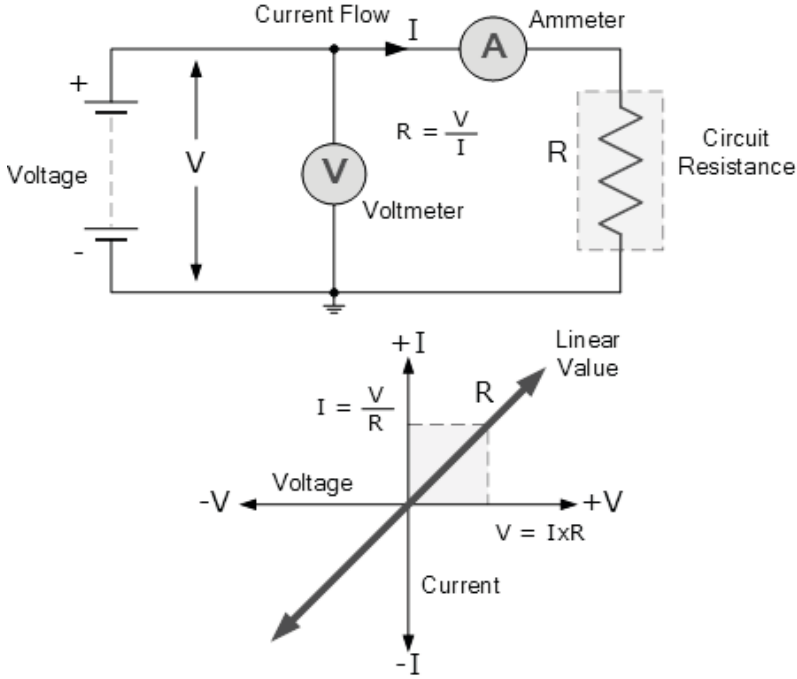 Current Flow
I
Ammeter
A
+
V
R = V/I
R
Circuit
Resistance
Voltage
V
Voltmeter
-
+I
Linear
Value
I = V/R
R
-V
Voltage
+V
V = IxR
Current
-I